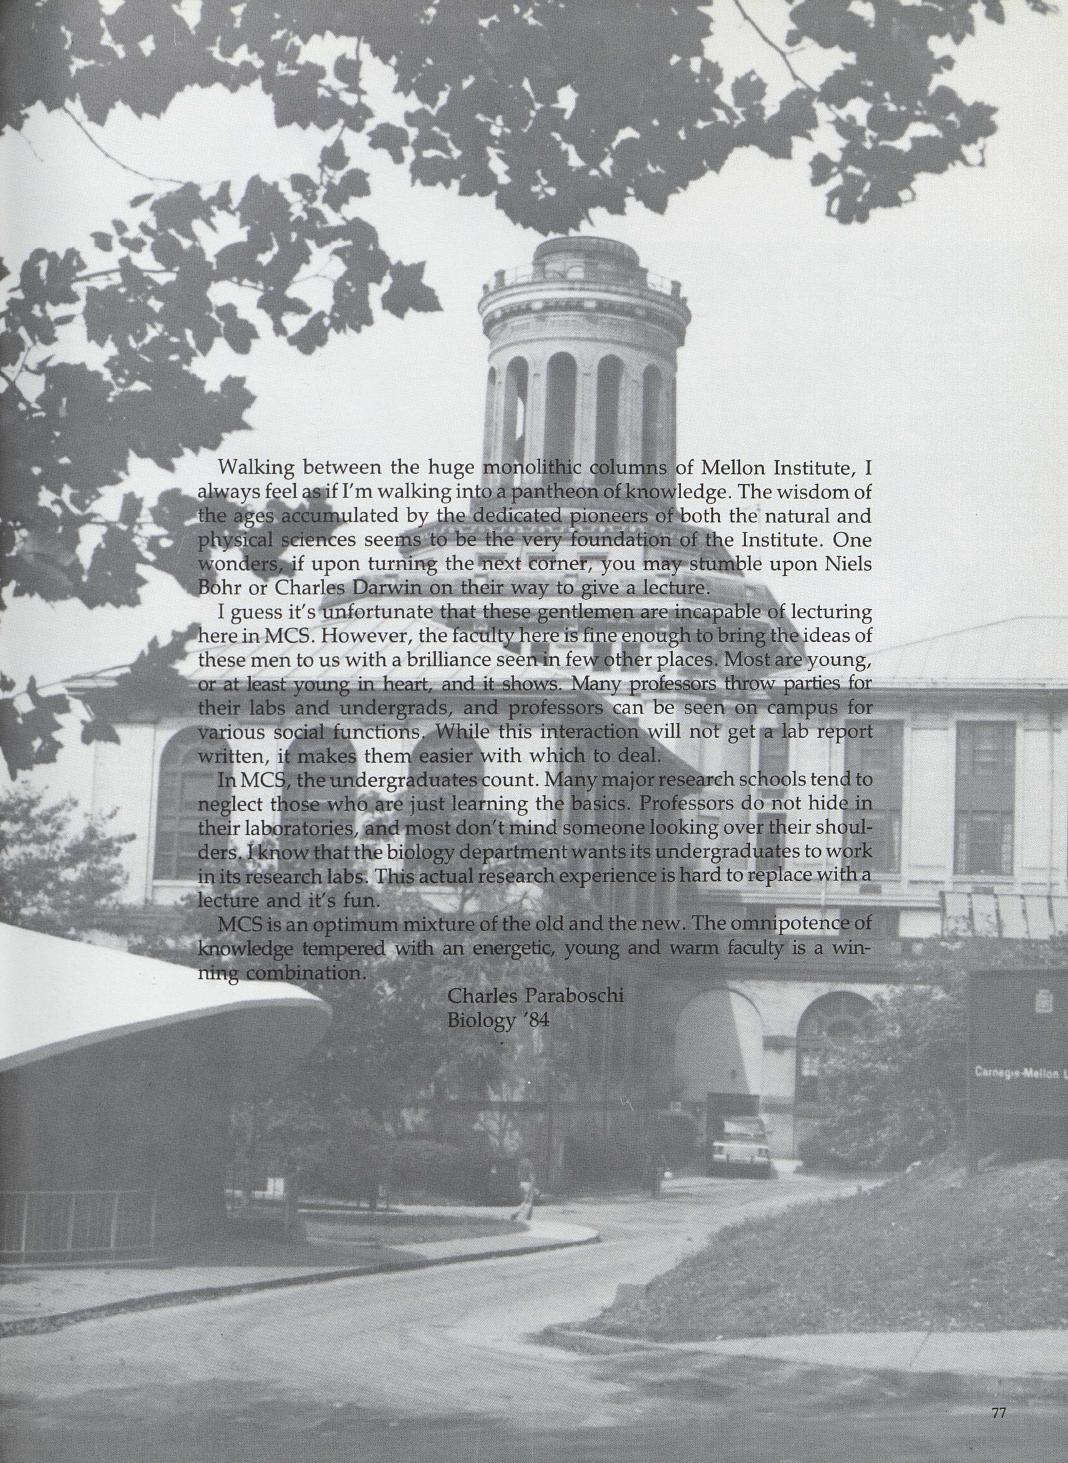 Walking between the huge monolithic columns of Mellon Institute, I
always feel as if I'm walking into a pantheon of knowledge. The wisdom of
the ages accumulated by the dedicated pioneers of both the natural and
physical sciences seems to be the very foundation of the Institute. One
wonders, if upon turning the next corner, you may stumble upon Niels
Bohr or Charles Darwin on their way to give a lecture.
I guess it's unfortunate that these gentlemen are incapable of lecturing
here in MCS. However, the faculty here is fine enough to bring the ideas of
these men to us with a brilliance seen in few other places. Most are young,
or at least young in heart, and it shows. Many professors throw parties for
their labs and undergrads, and professors can be seen on campus for
various social functions. While this interaction will not get a lab report
written, it makes them easier with which to deal.
In MCS, the undergraduates count. Many major research schools tend to
neglect those who are just learning the basics. Professors do not hide in
their laboratories, and most don't mind someone looking over their shoul-
ders. I know that the biology department wants its undergraduates to work
in its research labs. This actual research experience is hard to replace with a
lecture and it's fun.
MCS is an optimum mixture of the old and the new. The omnipotence of
knowledge tempered with an energetic, young and warm faculty is a win-
ning combination.
Charles Paraboschi
Biology '84
Carnegie-Mellon U
77